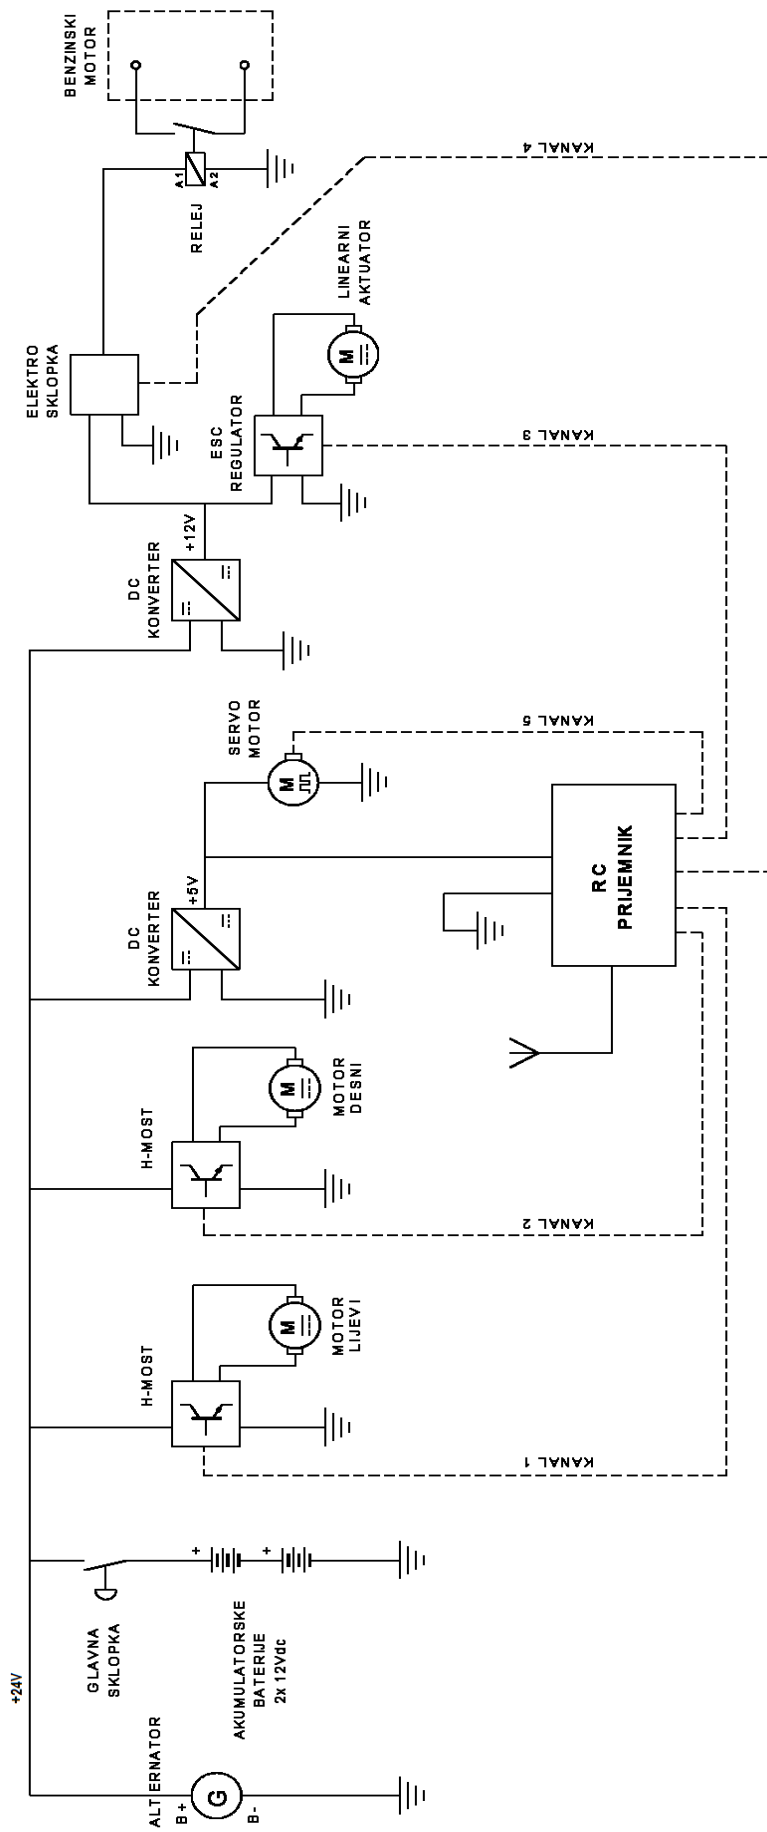 +24V
ALTERNATOR
B+
B-
G
GLAVNA
SKLOPKA
AKUMULATORSKE
BATERIJE
2x 12Vdc
+
+
H-MOST
M
MOTOR
LIJEVI
KANAL 1
H-MOST
M
MOTOR
DESNI
KANAL 2
DC
KONVERTER
+5V
SERVO
MOTOR
M
KANAL 5
RC
PRIJEMNIK
DC
KONVERTER
+12V
ESC
REGULATOR
LINEARNI
AKTUATOR
M
KANAL 3
ELEKTRO
SKLOPKA
RELEJ
A1
A2
BENZINSKI
MOTOR
KANAL 4